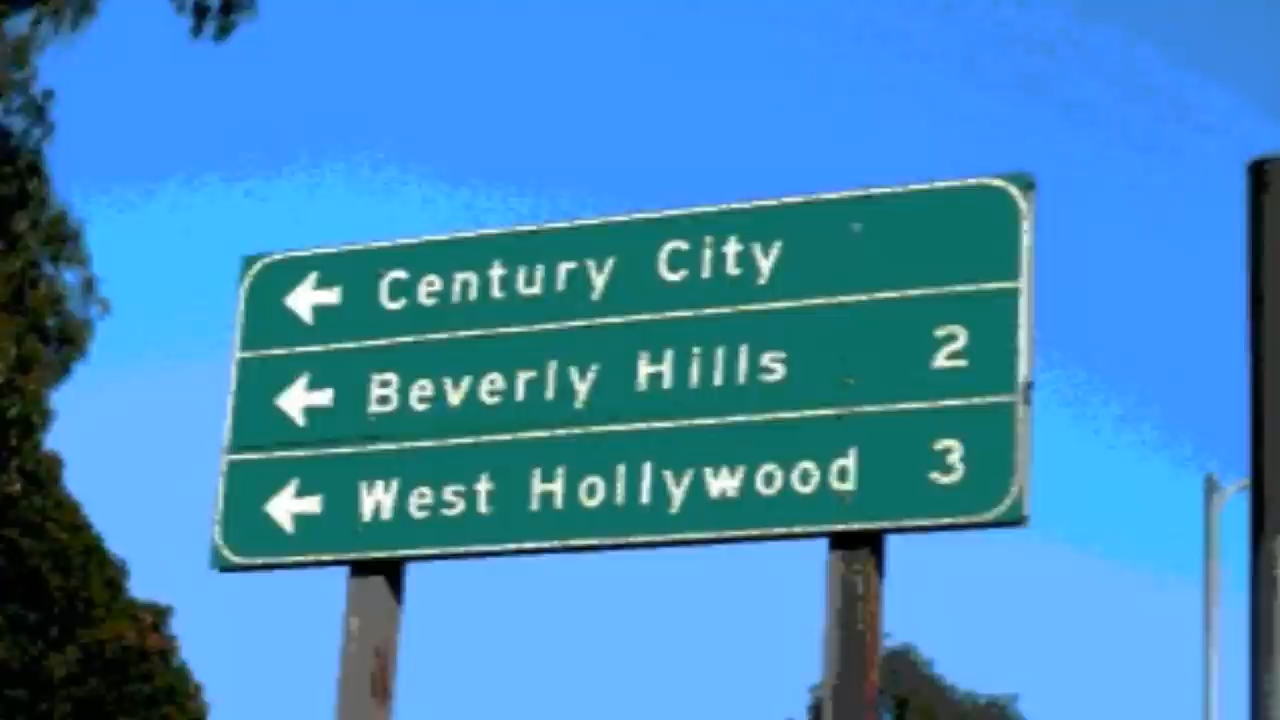 ← Century City
← Beverly Hills 2
← West Hollywood 3